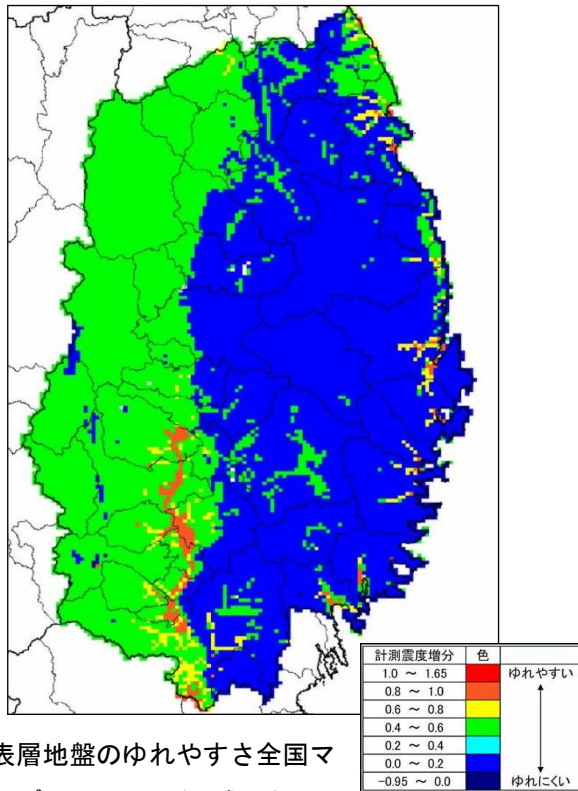 計測震度増分 色
1.0 ～ 1.65 ゆれやすい
0.8 ～ 1.0
0.6 ～ 0.8
0.4 ～ 0.6
0.2 ～ 0.4
0.0 ～ 0.2
-0.95 ～ 0.0 ゆれにくい
表層地盤のゆれやすさ全国マ